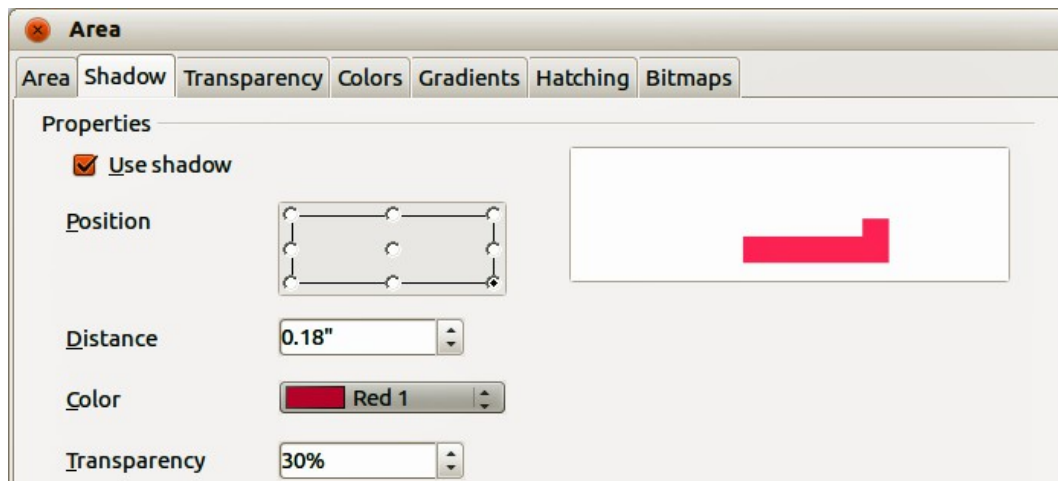 Area
Area Shadow Transparency Colors Gradients Hatching Bitmaps
Properties
Use shadow
Position
Distance 0.18"
Color Red 1
Transparency 30%